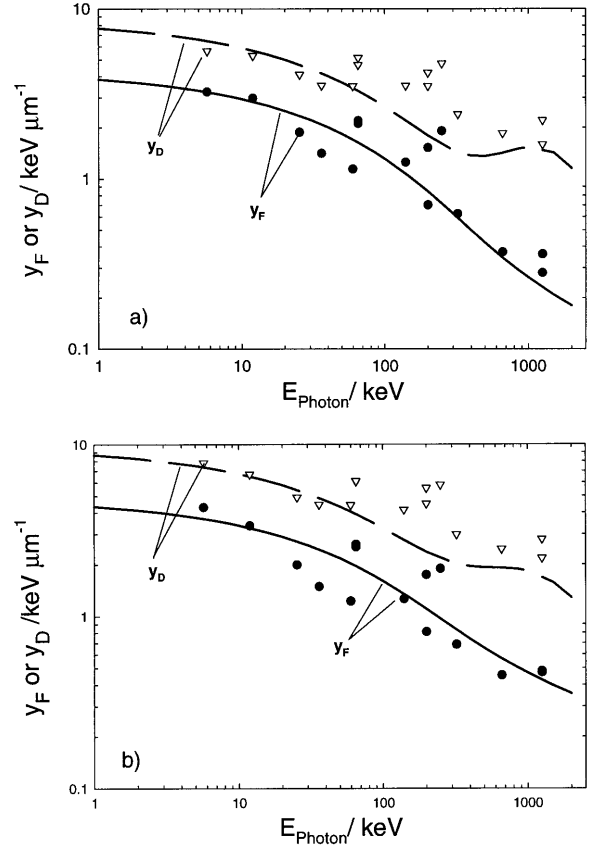 10
1
0.1
y_F or y_D/ keV μm⁻¹
y_D
y_F
a)
1 10 100 1000
E_Photon/ keV
10
1
0.1
y_F or y_D /keV μm⁻¹
y_D
y_F
b)
1 10 100 1000
E_Photon/ keV